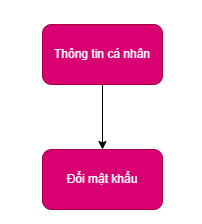 Thông tin cá nhân
Đổi mật khẩu